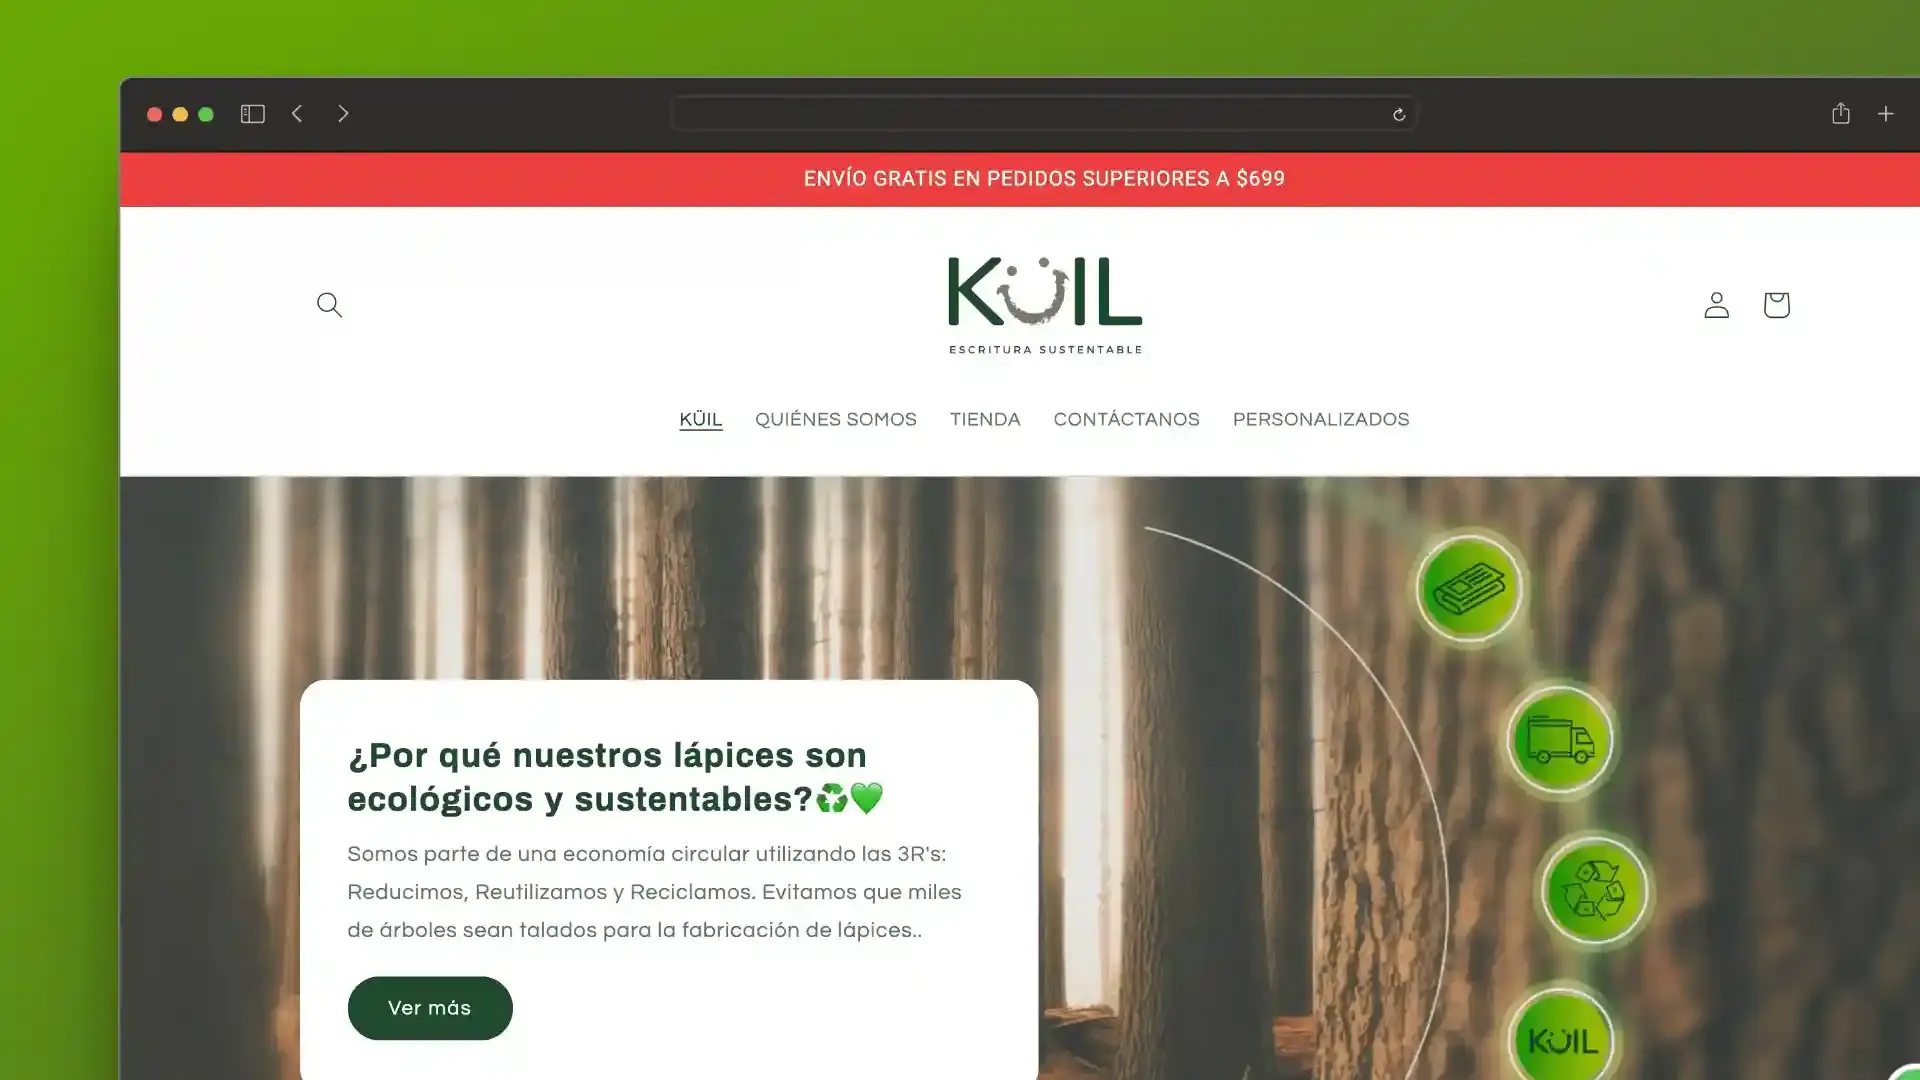 ENVÍO GRATIS EN PEDIDOS SUPERIORES A $699
KÜIL
ESCRITURA SUSTENTABLE
KÜIL QUIÉNES SOMOS TIENDA CONTÁCTANOS PERSONALIZADOS
¿Por qué nuestros lápices son
ecológicos y sustentables?♻️💚
Somos parte de una economía circular utilizando las 3R's:
Reducimos, Reutilizamos y Reciclamos. Evitamos que miles
de árboles sean talados para la fabricación de lápices..
Ver más
KÜIL